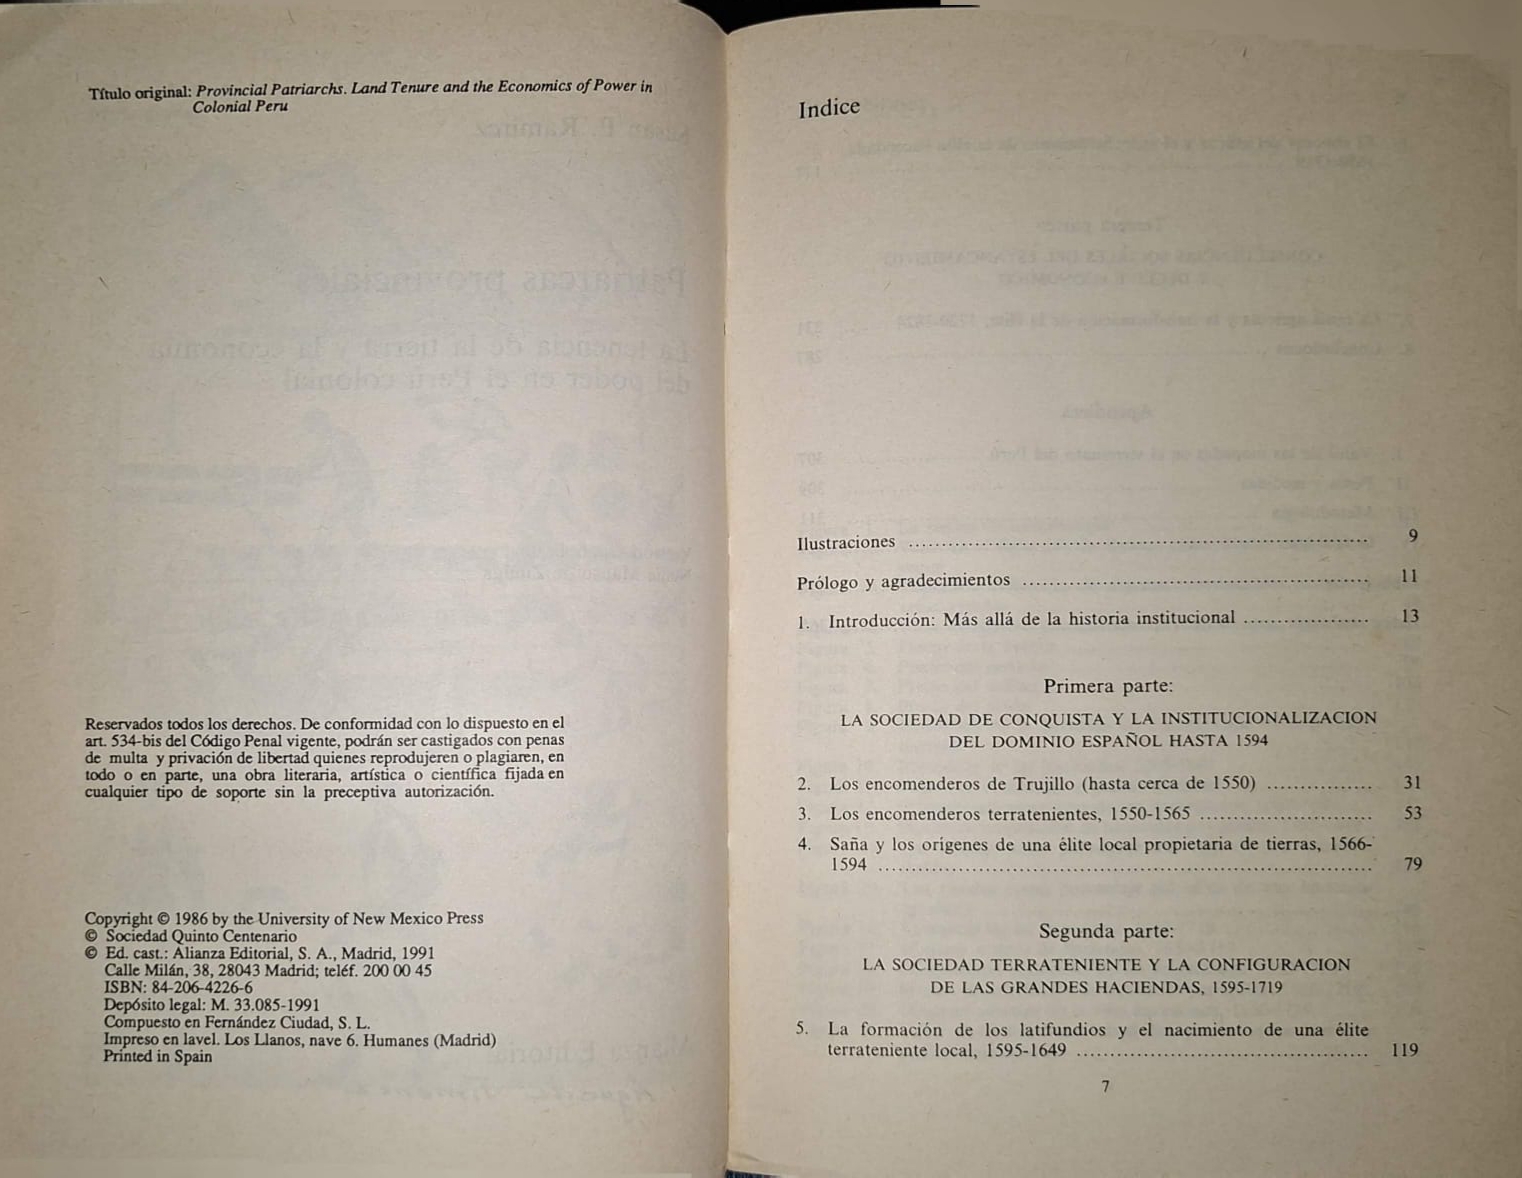 Título original: Provincial Patriarchs. Land Tenure and the Economics of Power in
Colonial Peru
Reservados todos los derechos. De conformidad con lo dispuesto en el
art. 534-bis del Código Penal vigente, podrán ser castigados con penas
de multa y privación de libertad quienes reprodujeren o plagiaren, en
todo o en parte, una obra literaria, artística o científica fijada en
cualquier tipo de soporte sin la preceptiva autorización.
Copyright © 1986 by the University of New Mexico Press
© Sociedad Quinto Centenario
© Ed. cast.: Alianza Editorial, S. A., Madrid, 1991
Calle Milán, 38, 28043 Madrid; teléf. 200 00 45
ISBN: 84-206-4226-6
Depósito legal: M. 33.085-1991
Compuesto en Fernández Ciudad, S. L.
Impreso en lavel. Los Llanos, nave 6. Humanes (Madrid)
Printed in Spain
Indice
Ilustraciones .......... 9
Prólogo y agradecimientos .......... 11
1. Introducción: Más allá de la historia institucional .......... 13
Primera parte:
LA SOCIEDAD DE CONQUISTA Y LA INSTITUCIONALIZACION
DEL DOMINIO ESPAÑOL HASTA 1594
2. Los encomenderos de Trujillo (hasta cerca de 1550) .......... 31
3. Los encomenderos terratenientes, 1550-1565 .......... 53
4. Saña y los orígenes de una élite local propietaria de tierras, 1566-
1594 .......... 79
Segunda parte:
LA SOCIEDAD TERRATENIENTE Y LA CONFIGURACION
DE LAS GRANDES HACIENDAS, 1595-1719
5. La formación de los latifundios y el nacimiento de una élite
terrateniente local, 1595-1649 .......... 119
7